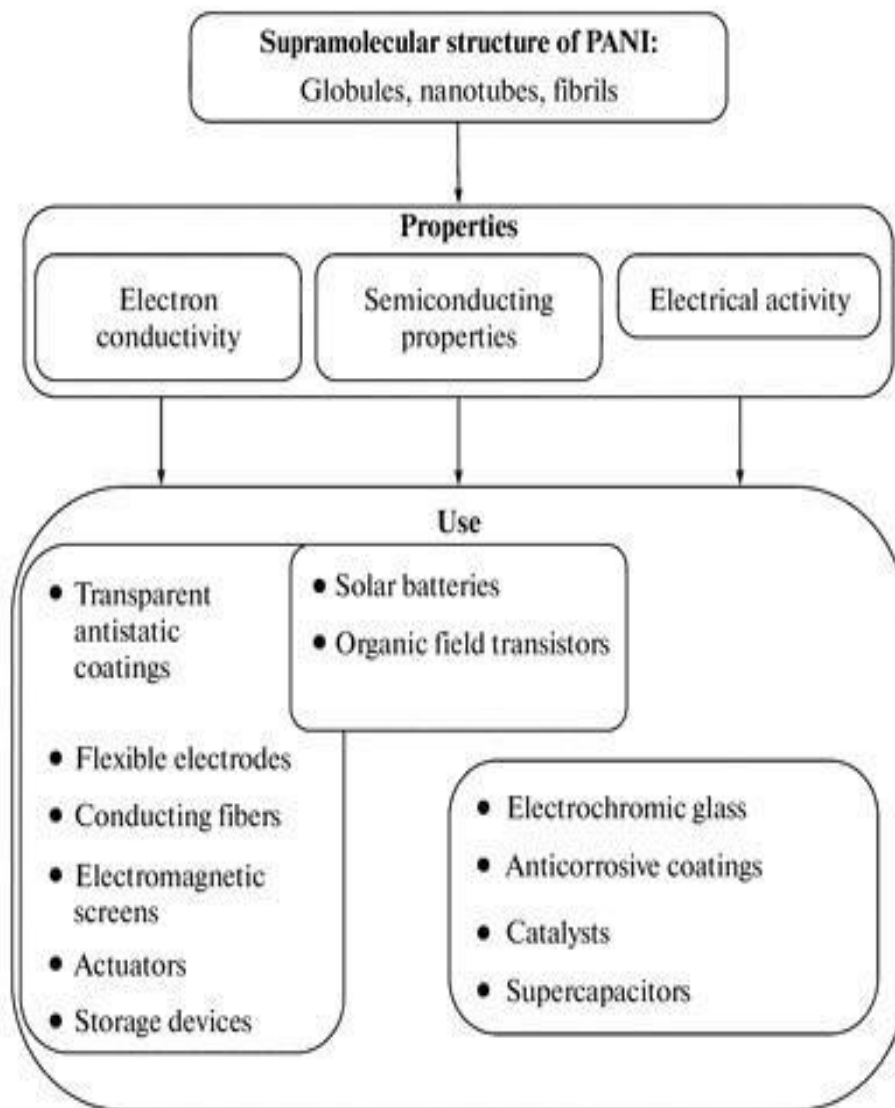 Supramolecular structure of PANI:
Globules, nanotubes, fibrils
Properties
Electron
conductivity
Semiconducting
properties
Electrical activity
Use
• Transparent
antistatic
coatings
• Flexible electrodes
• Conducting fibers
• Electromagnetic
screens
• Actuators
• Storage devices
• Solar batteries
• Organic field transistors
• Electrochromic glass
• Anticorrosive coatings
• Catalysts
• Supercapacitors